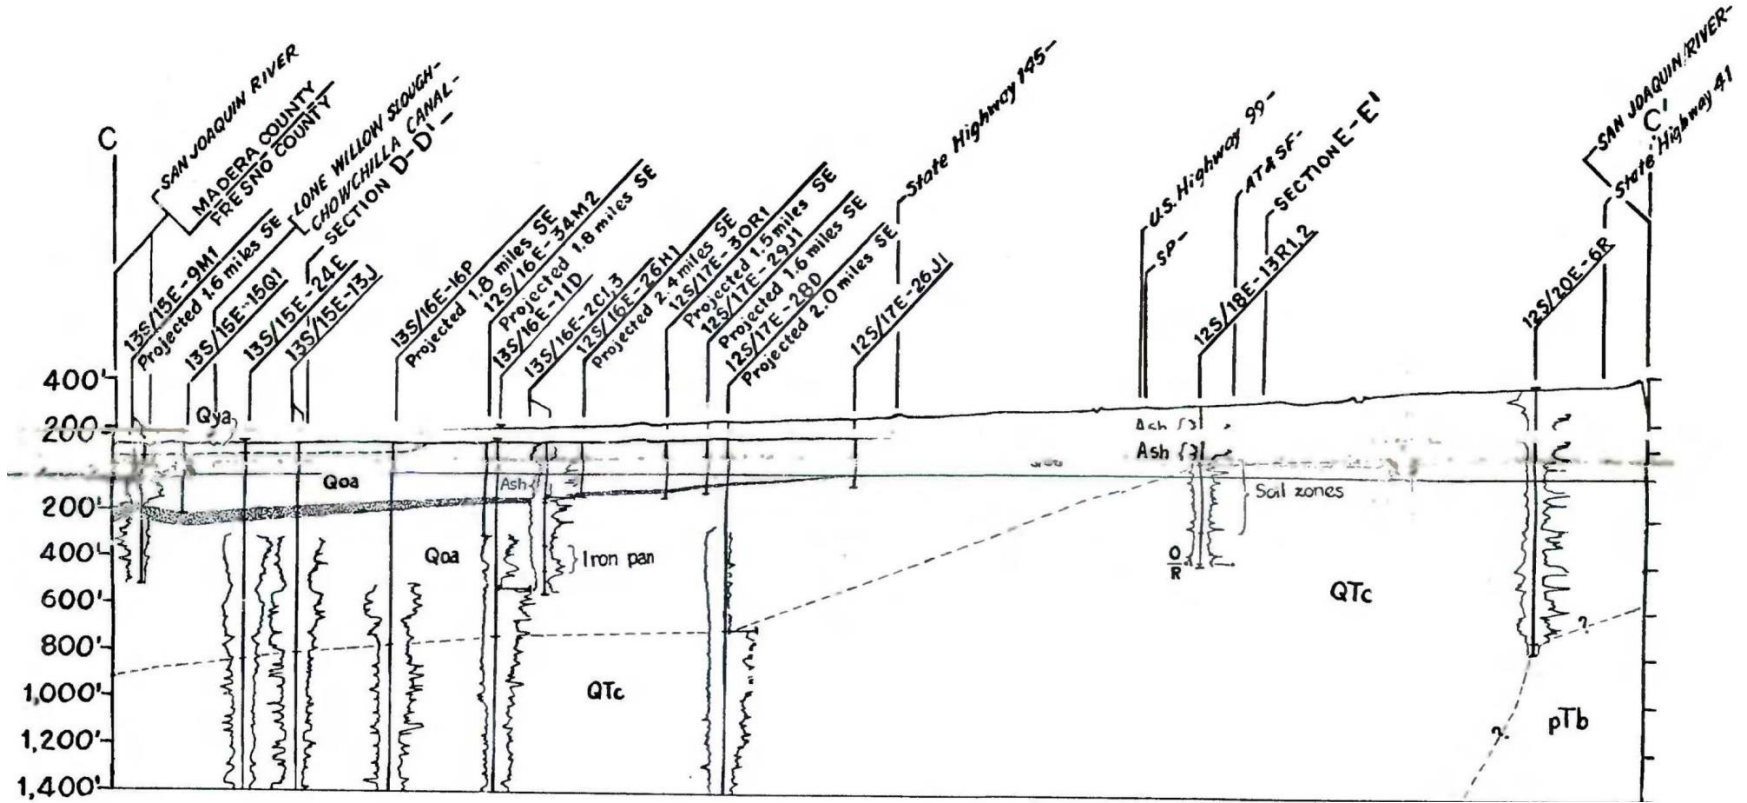 C
SAN JOAQUIN RIVER
MADERA COUNTY
FRESNO COUNTY
LONE WILLOW SLOUGH-
CHOWCHILLA CANAL-
SECTION D-D'-
13S/15E-9M1
Projected 1.6 miles SE
13S/15E-15Q1
13S/15E-24E
13S/15E-13J
13S/16E-16P
Projected 1.8 miles SE
12S/16E-34M2
Projected 1.8 miles SE
13S/16E-11D
13S/16E-2C1,3
12S/16E-26H1
Projected 2.4 miles SE
12S/17E-30R1
Projected 1.5 miles SE
12S/17E-29J1
Projected 1.6 miles SE
12S/17E-28D
Projected 2.0 miles SE
State Highway 145-
12S/17E-26J1
U.S. Highway 99-
SP-
AT&SF-
SECTION E-E'
12S/18E-13R1,2
12S/20E-6R
SAN JOAQUIN RIVER-
C'
State Highway 41
400'
200'
200'
400'
600'
800'
1,000'
1,200'
1,400'
Qya
Qoa
Ash
Qoa
Iron pan
QTc
Ash {?}
Ash {?}
Soil zones
O
R
QTc
?
?
pTb